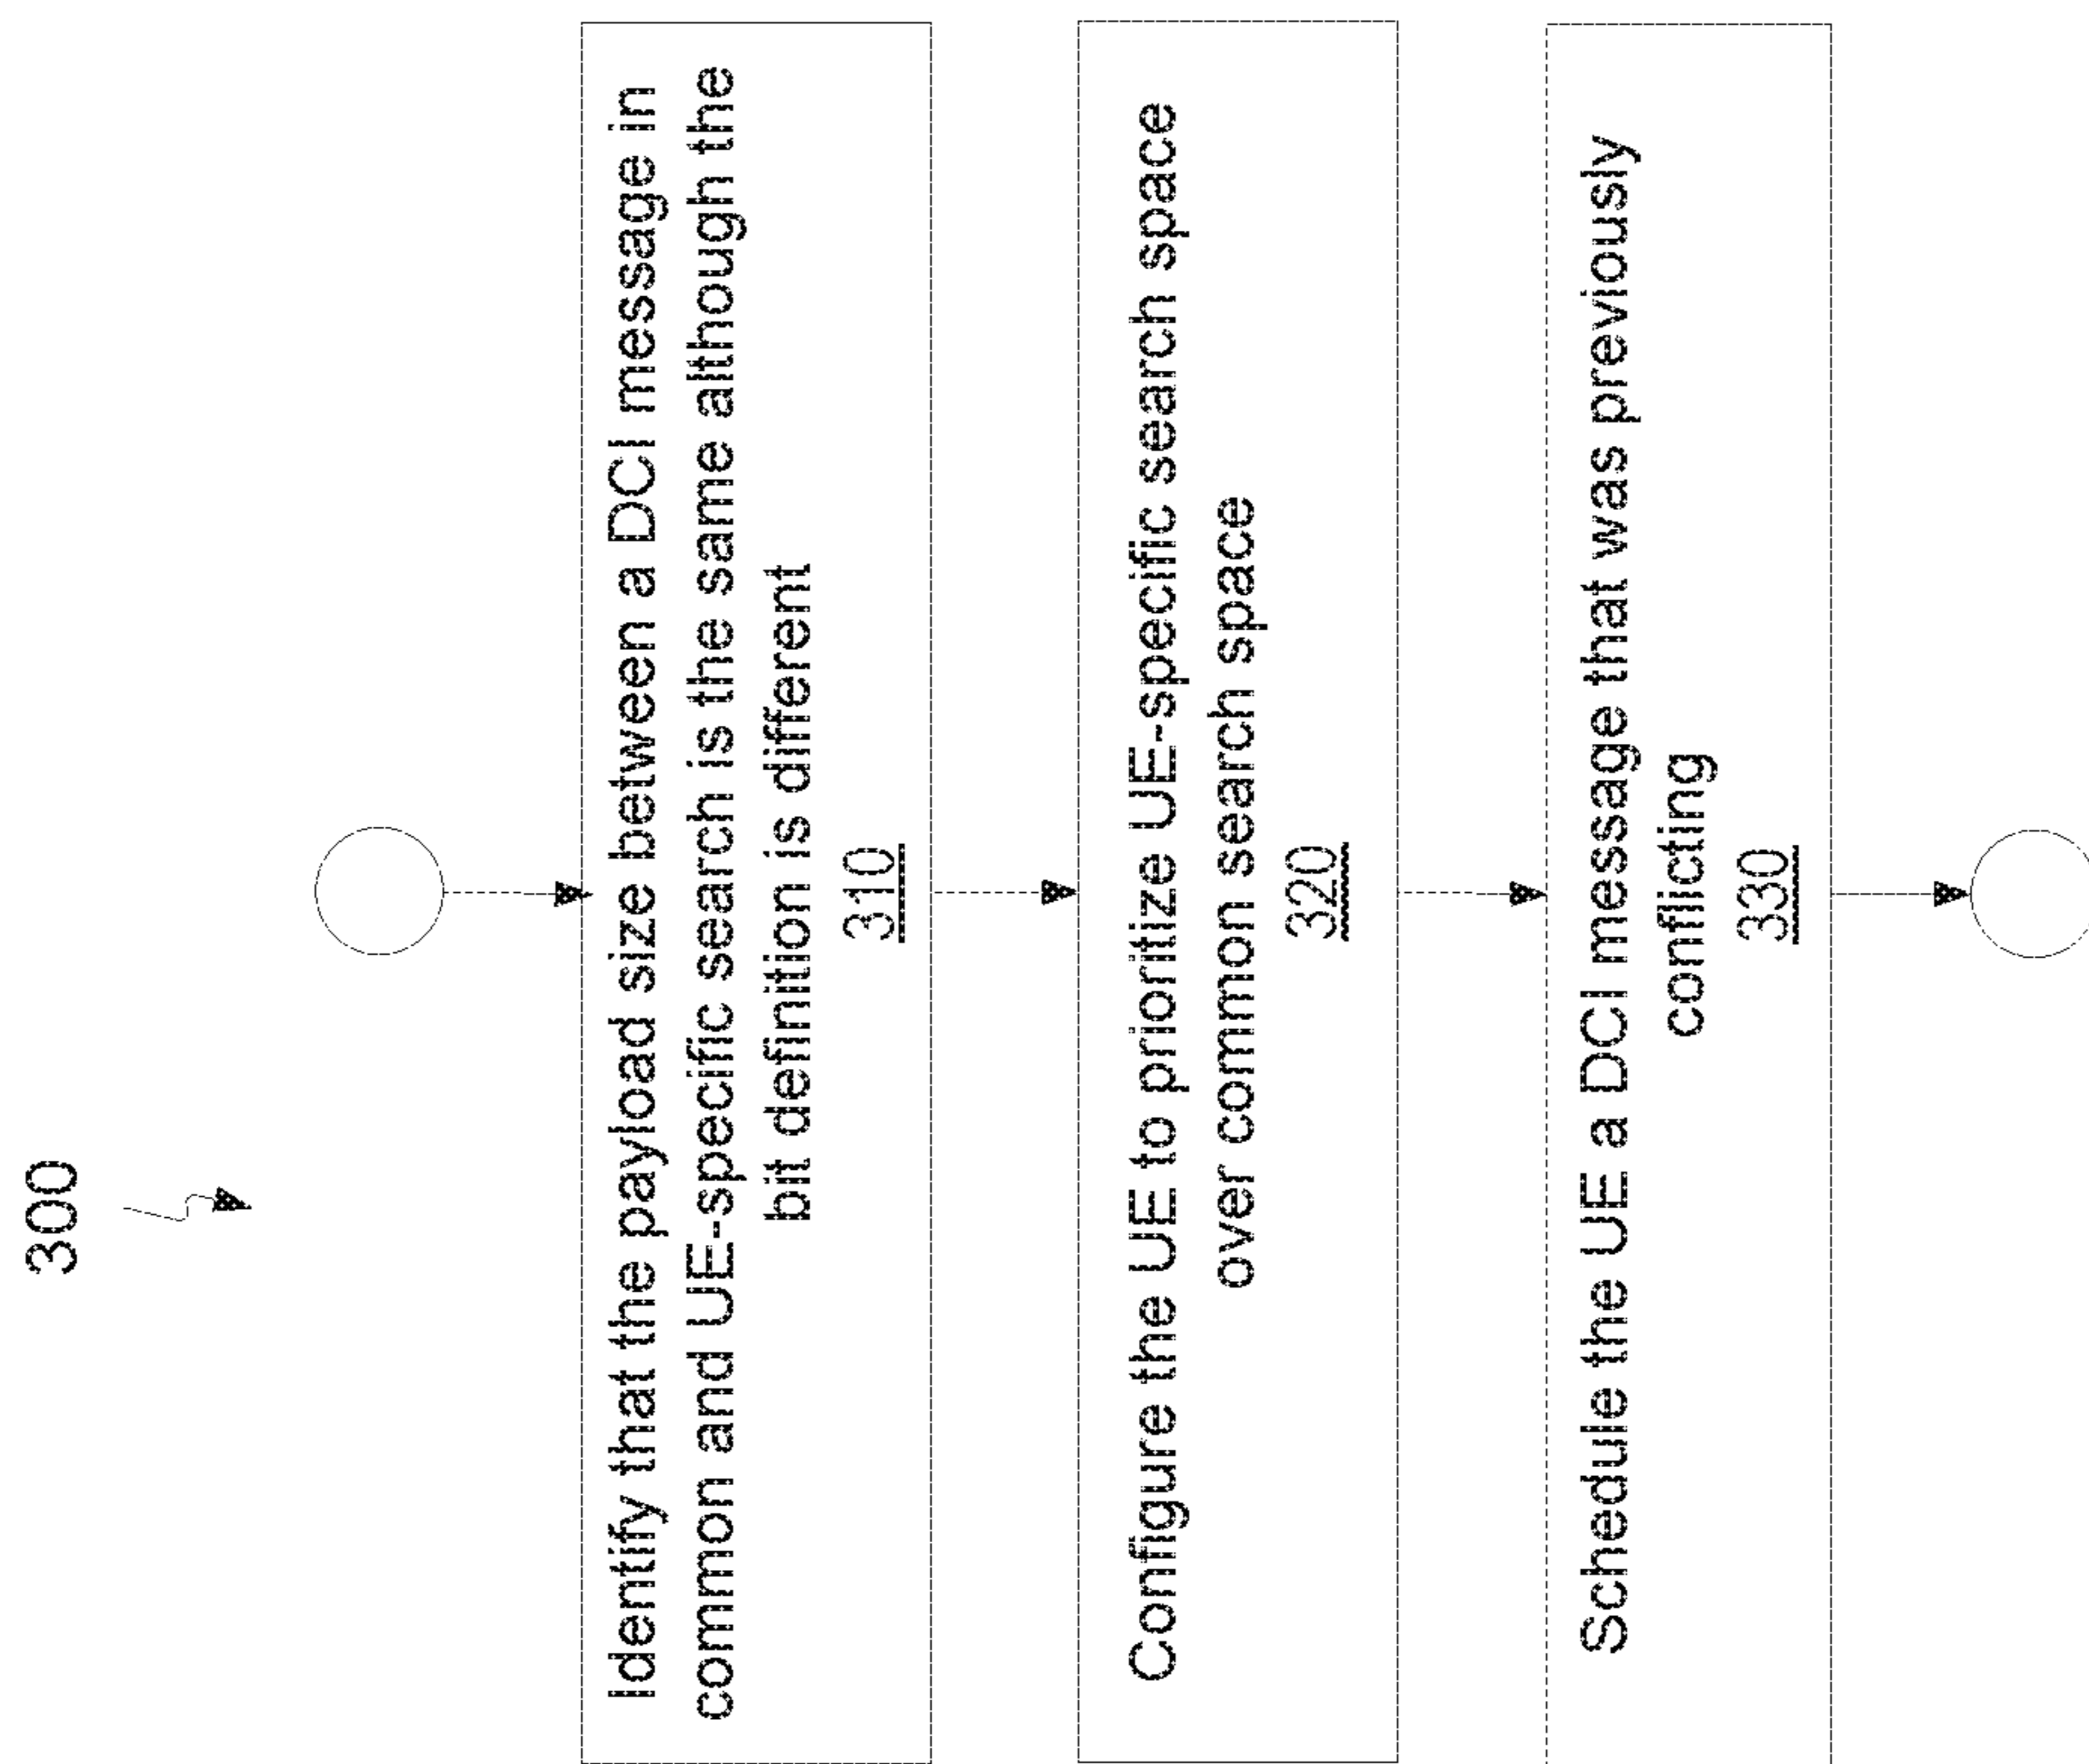 300
Identify that the payload size between a DCI message in
common and UE-specific search is the same although the
bit definition is different
310
Configure the UE to prioritize UE-specific search space
over common search space
320
Schedule the UE a DCI message that was previously
conflicting
330